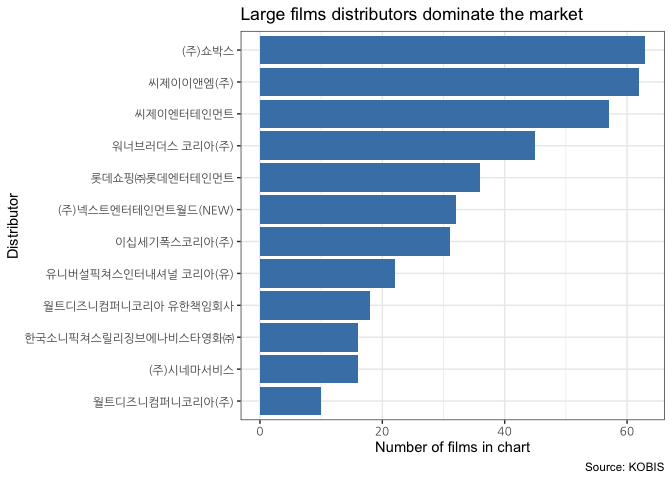 Large films distributors dominate the market
Distributor
(주)쇼박스
씨제이이앤엠(주)
씨제이엔터테인먼트
워너브러더스 코리아(주)
롯데쇼핑㈜롯데엔터테인먼트
(주)넥스트엔터테인먼트월드(NEW)
이십세기폭스코리아(주)
유니버설픽쳐스인터내셔널 코리아(유)
월트디즈니컴퍼니코리아 유한책임회사
한국소니픽쳐스릴리징브에나비스타영화㈜
(주)시네마서비스
월트디즈니컴퍼니코리아(주)
0 20 40 60
Number of films in chart
Source: KOBIS